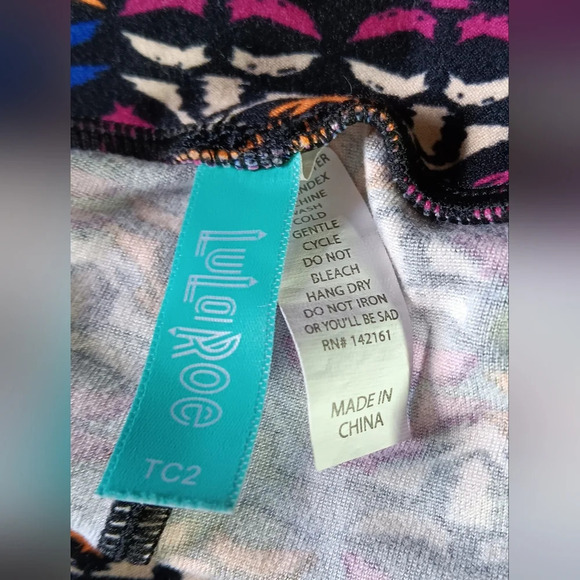 LuLaRoe
TC2
COLD
GENTLE
CYCLE
DO NOT
BLEACH
HANG DRY
DO NOT IRON
OR YOU'LL BE SAD
RN# 142161
MADE IN
CHINA